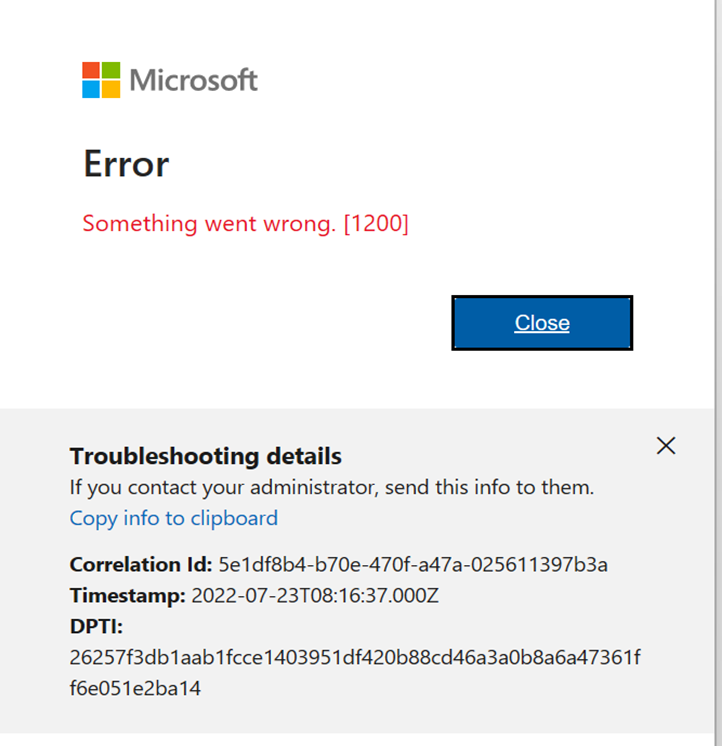 Microsoft
Error
Something went wrong. [1200]
Close
Troubleshooting details
If you contact your administrator, send this info to them.
Copy info to clipboard
Correlation Id: 5e1df8b4-b70e-470f-a47a-025611397b3a
Timestamp: 2022-07-23T08:16:37.000Z
DPTI:
26257f3db1aab1fcce1403951df420b88cd46a3a0b8a6a47361f
f6e051e2ba14